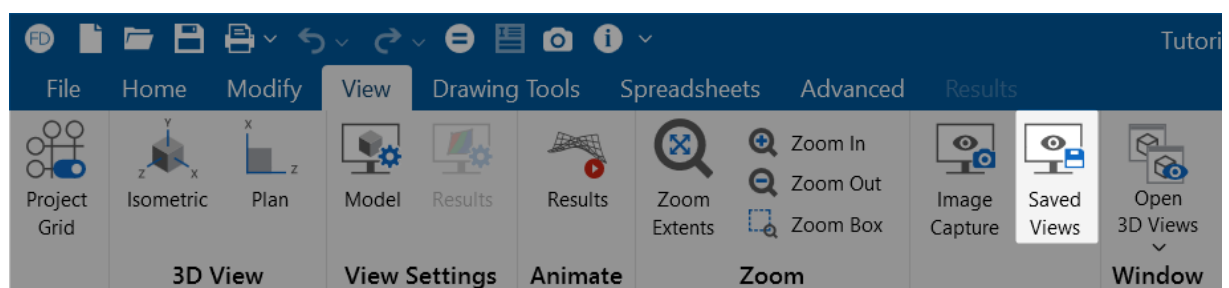 FD
Tutori
File Home Modify View Drawing Tools Spreadsheets Advanced Results
Y X
Z X Z
Zoom In
Zoom Out
Zoom Box
Project Grid
Isometric
Plan
Model
Results
Results
Zoom Extents
Image Capture
Saved Views
Open 3D Views
3D View View Settings Animate Zoom Window